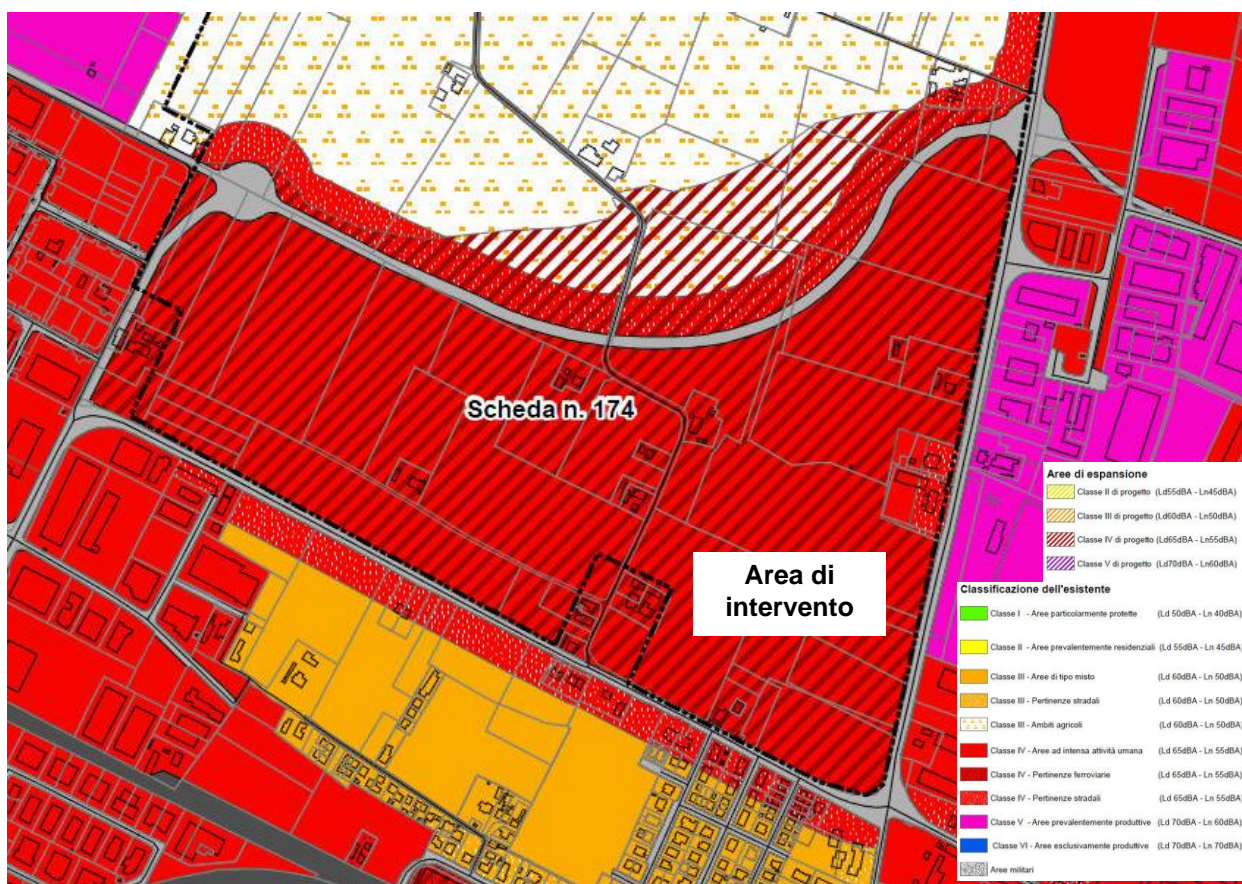 Scheda n. 174
Area di
intervento
Aree di espansione
Classe II di progetto (Ld55dBA - Ln45dBA)
Classe III di progetto (Ld60dBA - Ln50dBA)
Classe IV di progetto (Ld65dBA - Ln55dBA)
Classe V di progetto (Ld70dBA - Ln60dBA)
Classificazione dell'esistente
Classe I - Aree particolarmente protette (Ld 50dBA - Ln 40dBA)
Classe II - Aree prevalentemente residenziali (Ld 55dBA - Ln 45dBA)
Classe III - Aree di tipo misto (Ld 60dBA - Ln 50dBA)
Classe III - Pertinenze stradali (Ld 60dBA - Ln 50dBA)
Classe III - Ambiti agricoli (Ld 60dBA - Ln 50dBA)
Classe IV - Aree ad intensa attività umana (Ld 65dBA - Ln 55dBA)
Classe IV - Pertinenze ferroviarie (Ld 65dBA - Ln 55dBA)
Classe IV - Pertinenze stradali (Ld 65dBA - Ln 55dBA)
Classe V - Aree prevalentemente produttive (Ld 70dBA - Ln 60dBA)
Classe VI - Aree esclusivamente produttive (Ld 70dBA - Ln 70dBA)
Aree militari